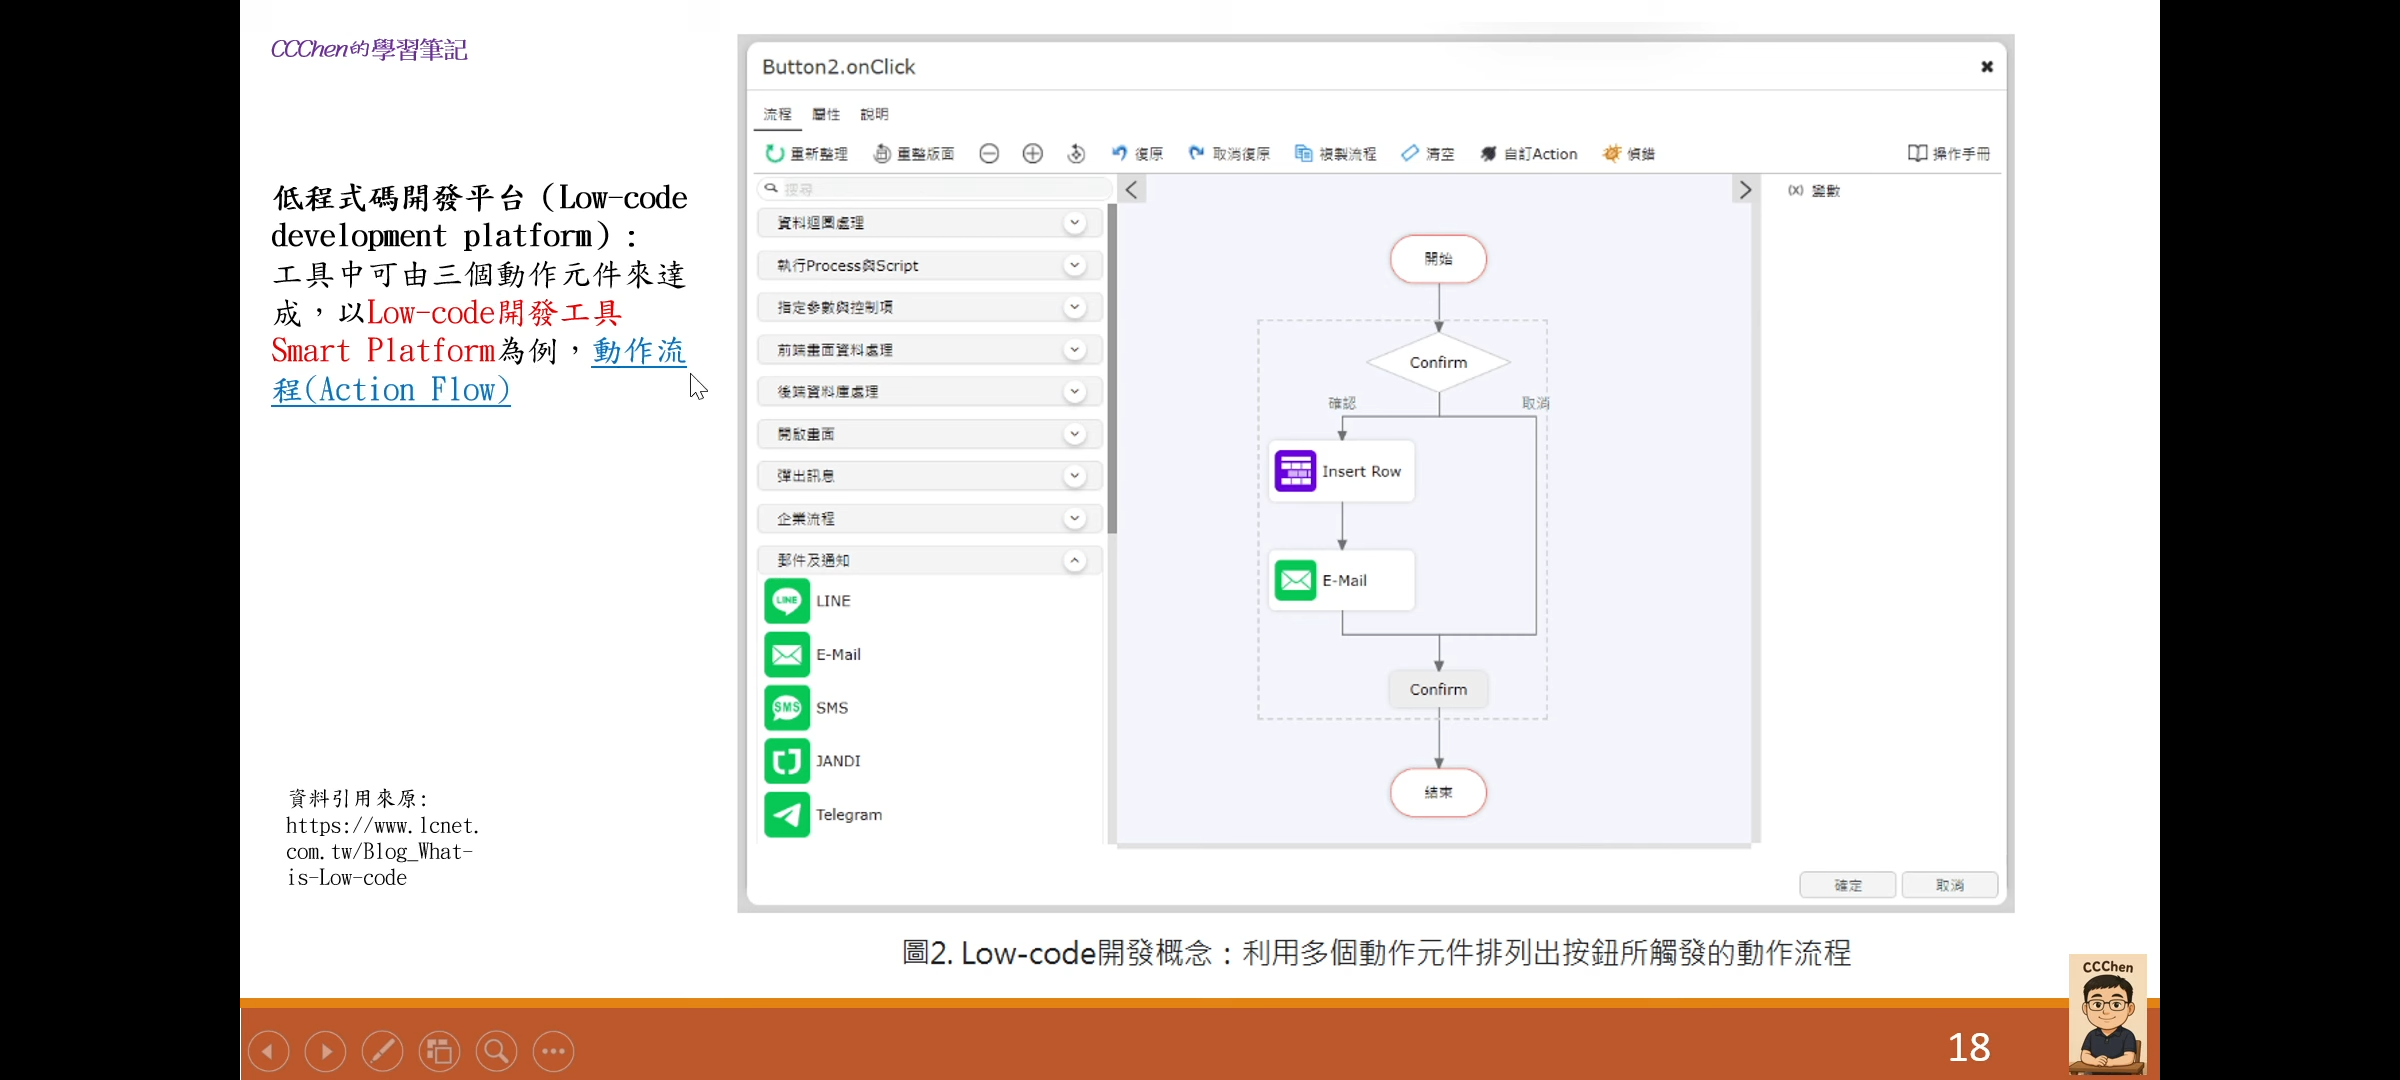 CCChen的學習筆記
低程式碼開發平台（Low-code
development platform）:
工具中可由三個動作元件來達
成，以Low-code開發工具
Smart Platform為例，動作流
程(Action Flow)
資料引用來原:
https://www.lcnet.
com.tw/Blog_What-
is-Low-code
Button2.onClick
流程 屬性 說明
重新整理 重整版面 復原 取消復原 複製流程 清空 自訂Action 偵錯 操作手冊
搜尋
(x) 變數
資料迴圈處理
執行Process與Script
指定參數與控制項
前端畫面資料處理
後端資料庫處理
開啟畫面
彈出訊息
企業流程
郵件及通知
LINE LINE
E-Mail
SMS SMS
JANDI
Telegram
開始
Confirm
確認 取消
Insert Row
E-Mail
Confirm
結束
確定 取消
圖2. Low-code開發概念：利用多個動作元件排列出按鈕所觸發的動作流程
CCChen
18